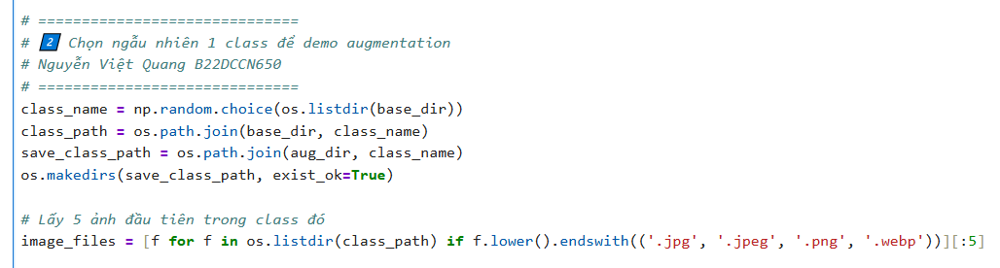 # ==============================
# 2️⃣ Chọn ngẫu nhiên 1 class để demo augmentation
# Nguyễn Việt Quang B22DCCN650
# ==============================
class_name = np.random.choice(os.listdir(base_dir))
class_path = os.path.join(base_dir, class_name)
save_class_path = os.path.join(aug_dir, class_name)
os.makedirs(save_class_path, exist_ok=True)

# Lấy 5 ảnh đầu tiên trong class đó
image_files = [f for f in os.listdir(class_path) if f.lower().endswith(('.jpg', '.jpeg', '.png', '.webp'))][:5]